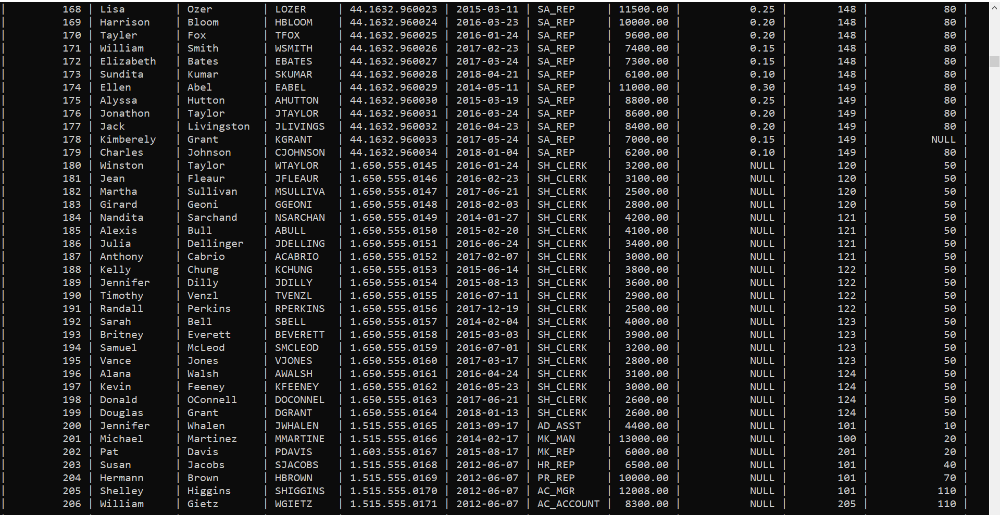 | 168 | Lisa | Ozer | LOZER | 44.1632.960023 | 2015-03-11 | SA_REP | 11500.00 | 0.25 | 148 | 80 |
| 169 | Harrison | Bloom | HBLOOM | 44.1632.960024 | 2016-03-23 | SA_REP | 10000.00 | 0.20 | 148 | 80 |
| 170 | Tayler | Fox | TFOX | 44.1632.960025 | 2016-01-24 | SA_REP | 9600.00 | 0.20 | 148 | 80 |
| 171 | William | Smith | WSMITH | 44.1632.960026 | 2017-02-23 | SA_REP | 7400.00 | 0.15 | 148 | 80 |
| 172 | Elizabeth | Bates | EBATES | 44.1632.960027 | 2017-03-24 | SA_REP | 7300.00 | 0.15 | 148 | 80 |
| 173 | Sundita | Kumar | SKUMAR | 44.1632.960028 | 2018-04-21 | SA_REP | 6100.00 | 0.10 | 148 | 80 |
| 174 | Ellen | Abel | EABEL | 44.1632.960029 | 2014-05-11 | SA_REP | 11000.00 | 0.30 | 149 | 80 |
| 175 | Alyssa | Hutton | AHUTTON | 44.1632.960030 | 2015-03-19 | SA_REP | 8800.00 | 0.25 | 149 | 80 |
| 176 | Jonathon | Taylor | JTAYLOR | 44.1632.960031 | 2016-03-24 | SA_REP | 8600.00 | 0.20 | 149 | 80 |
| 177 | Jack | Livingston | JLIVINGS | 44.1632.960032 | 2016-04-23 | SA_REP | 8400.00 | 0.20 | 149 | 80 |
| 178 | Kimberely | Grant | KGRANT | 44.1632.960033 | 2017-05-24 | SA_REP | 7000.00 | 0.15 | 149 | NULL |
| 179 | Charles | Johnson | CJOHNSON | 44.1632.960034 | 2018-01-04 | SA_REP | 6200.00 | 0.10 | 149 | 80 |
| 180 | Winston | Taylor | WTAYLOR | 1.650.555.0145 | 2016-01-24 | SH_CLERK | 3200.00 | NULL | 120 | 50 |
| 181 | Jean | Fleaur | JFLEAUR | 1.650.555.0146 | 2016-02-23 | SH_CLERK | 3100.00 | NULL | 120 | 50 |
| 182 | Martha | Sullivan | MSULLIVA | 1.650.555.0147 | 2017-06-21 | SH_CLERK | 2500.00 | NULL | 120 | 50 |
| 183 | Girard | Geoni | GGEONI | 1.650.555.0148 | 2018-02-03 | SH_CLERK | 2800.00 | NULL | 120 | 50 |
| 184 | Nandita | Sarchand | NSARCHAN | 1.650.555.0149 | 2014-01-27 | SH_CLERK | 4200.00 | NULL | 121 | 50 |
| 185 | Alexis | Bull | ABULL | 1.650.555.0150 | 2015-02-20 | SH_CLERK | 4100.00 | NULL | 121 | 50 |
| 186 | Julia | Dellinger | JDELLING | 1.650.555.0151 | 2016-06-24 | SH_CLERK | 3400.00 | NULL | 121 | 50 |
| 187 | Anthony | Cabrio | ACABRIO | 1.650.555.0152 | 2017-02-07 | SH_CLERK | 3000.00 | NULL | 121 | 50 |
| 188 | Kelly | Chung | KCHUNG | 1.650.555.0153 | 2015-06-14 | SH_CLERK | 3800.00 | NULL | 122 | 50 |
| 189 | Jennifer | Dilly | JDILLY | 1.650.555.0154 | 2015-08-13 | SH_CLERK | 3600.00 | NULL | 122 | 50 |
| 190 | Timothy | Venzl | TVENZL | 1.650.555.0155 | 2016-07-11 | SH_CLERK | 2900.00 | NULL | 122 | 50 |
| 191 | Randall | Perkins | RPERKINS | 1.650.555.0156 | 2017-12-19 | SH_CLERK | 2500.00 | NULL | 122 | 50 |
| 192 | Sarah | Bell | SBELL | 1.650.555.0157 | 2014-02-04 | SH_CLERK | 4000.00 | NULL | 123 | 50 |
| 193 | Britney | Everett | BEVERETT | 1.650.555.0158 | 2015-03-03 | SH_CLERK | 3900.00 | NULL | 123 | 50 |
| 194 | Samuel | McLeod | SMCLEOD | 1.650.555.0159 | 2016-07-01 | SH_CLERK | 3200.00 | NULL | 123 | 50 |
| 195 | Vance | Jones | VJONES | 1.650.555.0160 | 2017-03-17 | SH_CLERK | 2800.00 | NULL | 123 | 50 |
| 196 | Alana | Walsh | AWALSH | 1.650.555.0161 | 2016-04-24 | SH_CLERK | 3100.00 | NULL | 124 | 50 |
| 197 | Kevin | Feeney | KFEENEY | 1.650.555.0162 | 2016-05-23 | SH_CLERK | 3000.00 | NULL | 124 | 50 |
| 198 | Donald | OConnell | DOCONNEL | 1.650.555.0163 | 2017-06-21 | SH_CLERK | 2600.00 | NULL | 124 | 50 |
| 199 | Douglas | Grant | DGRANT | 1.650.555.0164 | 2018-01-13 | SH_CLERK | 2600.00 | NULL | 124 | 50 |
| 200 | Jennifer | Whalen | JWHALEN | 1.515.555.0165 | 2013-09-17 | AD_ASST | 4400.00 | NULL | 101 | 10 |
| 201 | Michael | Martinez | MMARTINE | 1.515.555.0166 | 2014-02-17 | MK_MAN | 13000.00 | NULL | 100 | 20 |
| 202 | Pat | Davis | PDAVIS | 1.603.555.0167 | 2015-08-17 | MK_REP | 6000.00 | NULL | 201 | 20 |
| 203 | Susan | Jacobs | SJACOBS | 1.515.555.0168 | 2012-06-07 | HR_REP | 6500.00 | NULL | 101 | 40 |
| 204 | Hermann | Brown | HBROWN | 1.515.555.0169 | 2012-06-07 | PR_REP | 10000.00 | NULL | 101 | 70 |
| 205 | Shelley | Higgins | SHIGGINS | 1.515.555.0170 | 2012-06-07 | AC_MGR | 12008.00 | NULL | 101 | 110 |
| 206 | William | Gietz | WGIETZ | 1.515.555.0171 | 2012-06-07 | AC_ACCOUNT | 8300.00 | NULL | 205 | 110 |